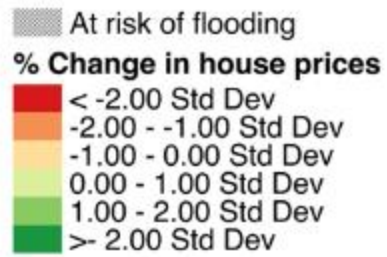 At risk of flooding
% Change in house prices
< -2.00 Std Dev
-2.00 - -1.00 Std Dev
-1.00 - 0.00 Std Dev
0.00 - 1.00 Std Dev
1.00 - 2.00 Std Dev
>- 2.00 Std Dev